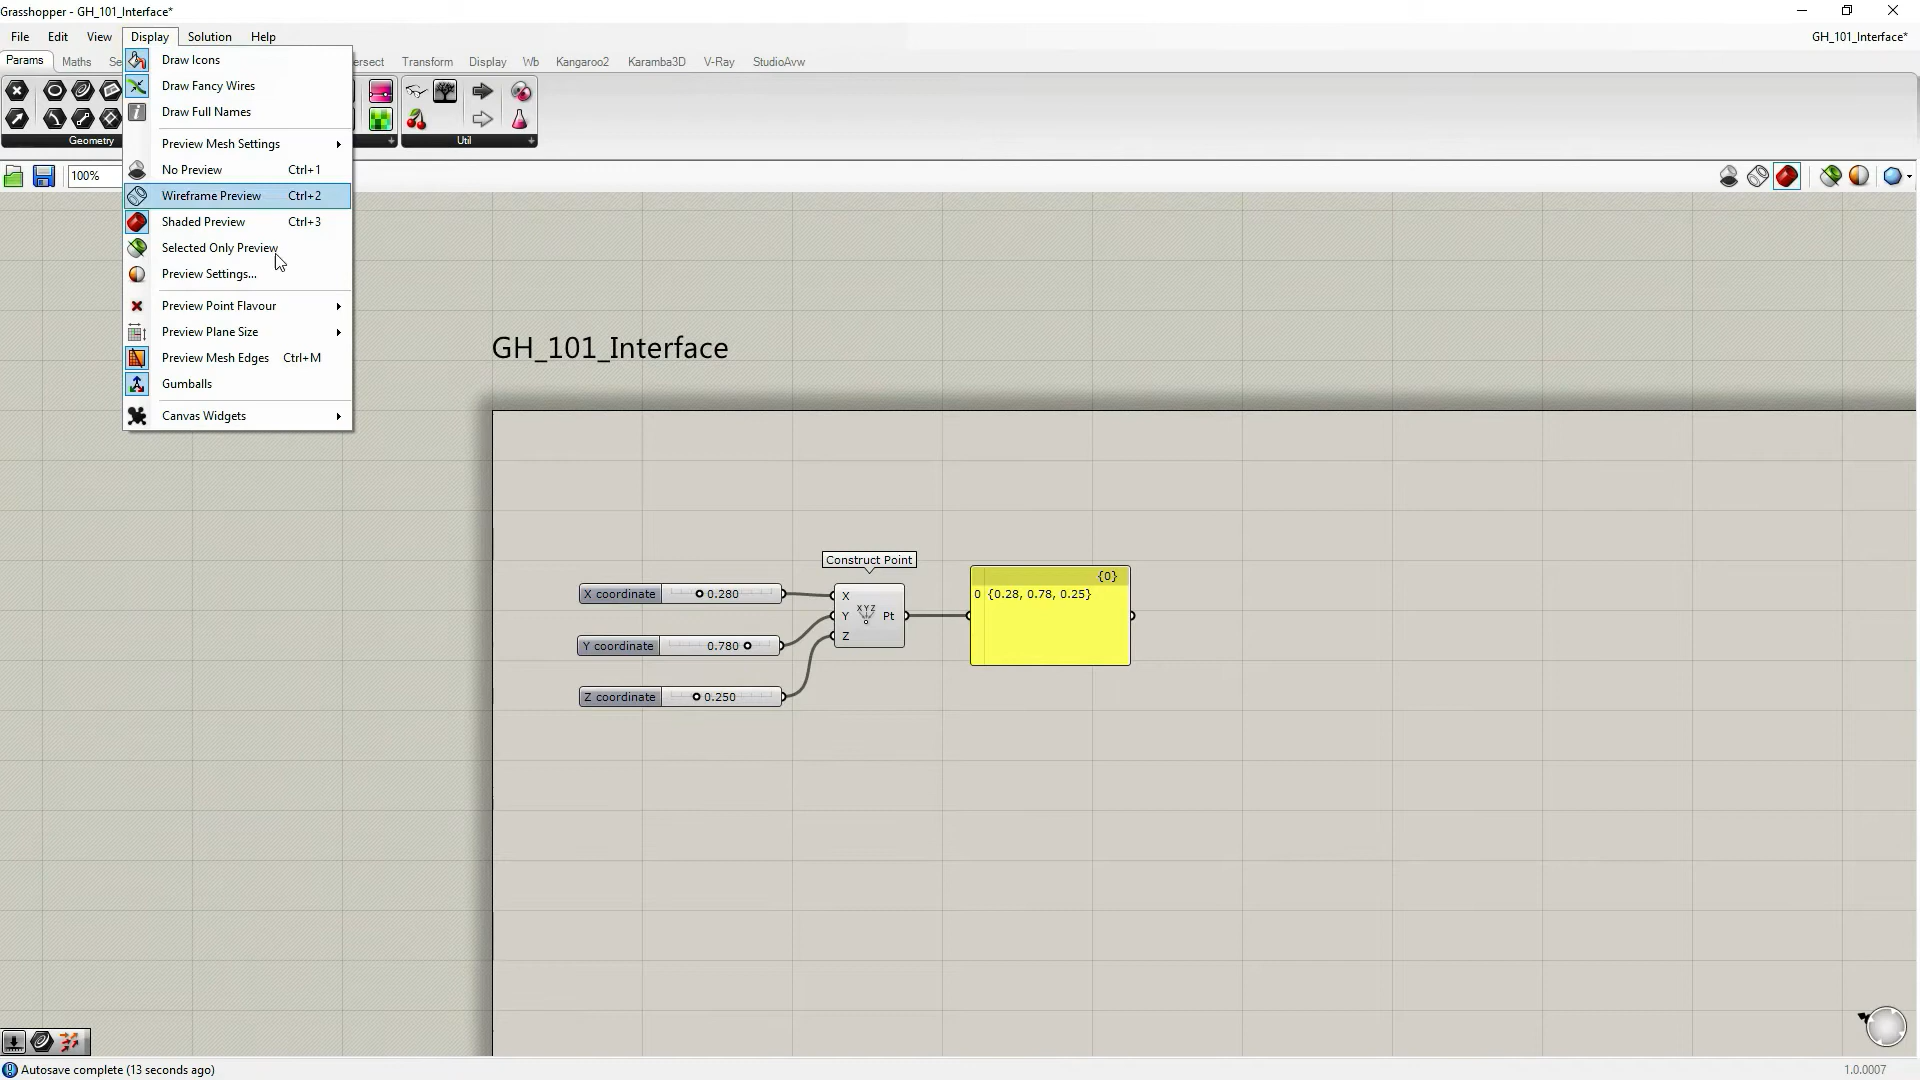 Grasshopper - GH_101_Interface*
File Edit View Display Solution Help GH_101_Interface*
Params Maths Se ersect Transform Display Wb Kangaroo2 Karamba3D V-Ray StudioAvw
Draw Icons
Draw Fancy Wires
Draw Full Names
Geometry
Util
Preview Mesh Settings
No Preview Ctrl+1
100%
Wireframe Preview Ctrl+2
Shaded Preview Ctrl+3
Selected Only Preview
Preview Settings...
Preview Point Flavour
Preview Plane Size
Preview Mesh Edges Ctrl+M
Gumballs
Canvas Widgets
GH_101_Interface
Construct Point
X coordinate 0.280
Y coordinate 0.780
Z coordinate 0.250
X
Y
Z
XYZ
Pt
{0}
0 {0.28, 0.78, 0.25}
Autosave complete (13 seconds ago)
1.0.0007